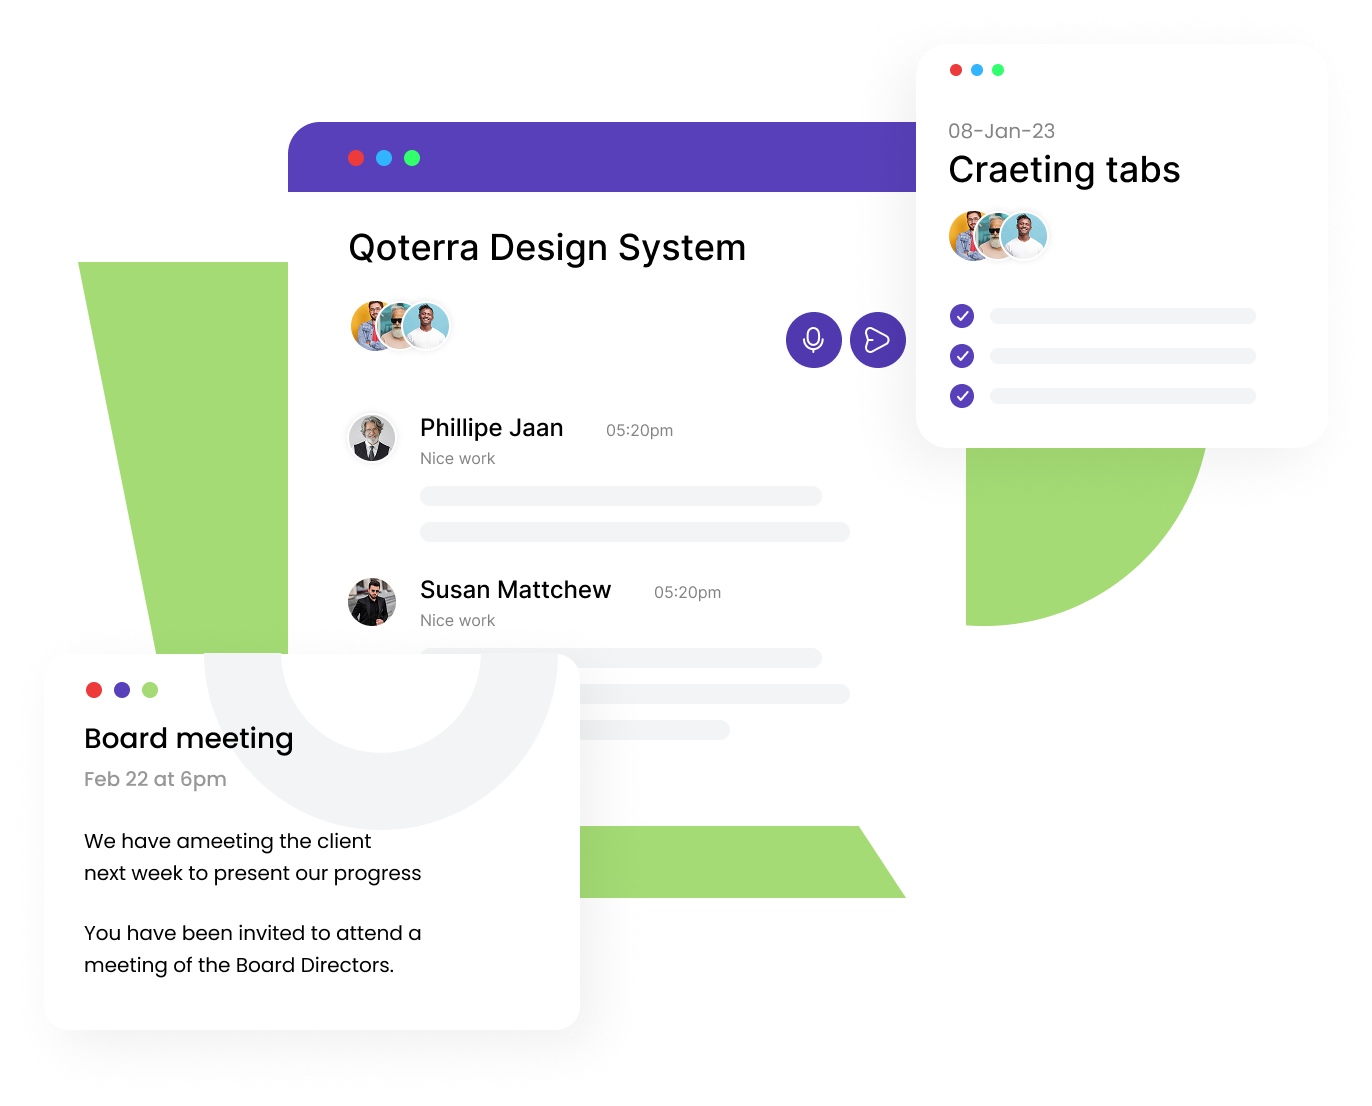 08-Jan-23
Craeting tabs
Qoterra Design System
Phillipe Jaan 05:20pm
Nice work
Susan Mattchew 05:20pm
Nice work
Board meeting
Feb 22 at 6pm
We have ameeting the client
next week to present our progress
You have been invited to attend a
meeting of the Board Directors.